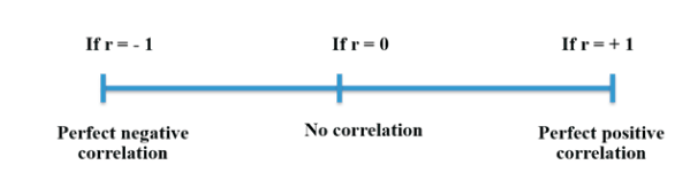 If r = - 1
If r = 0
If r = + 1
Perfect negative
correlation
No correlation
Perfect positive
correlation